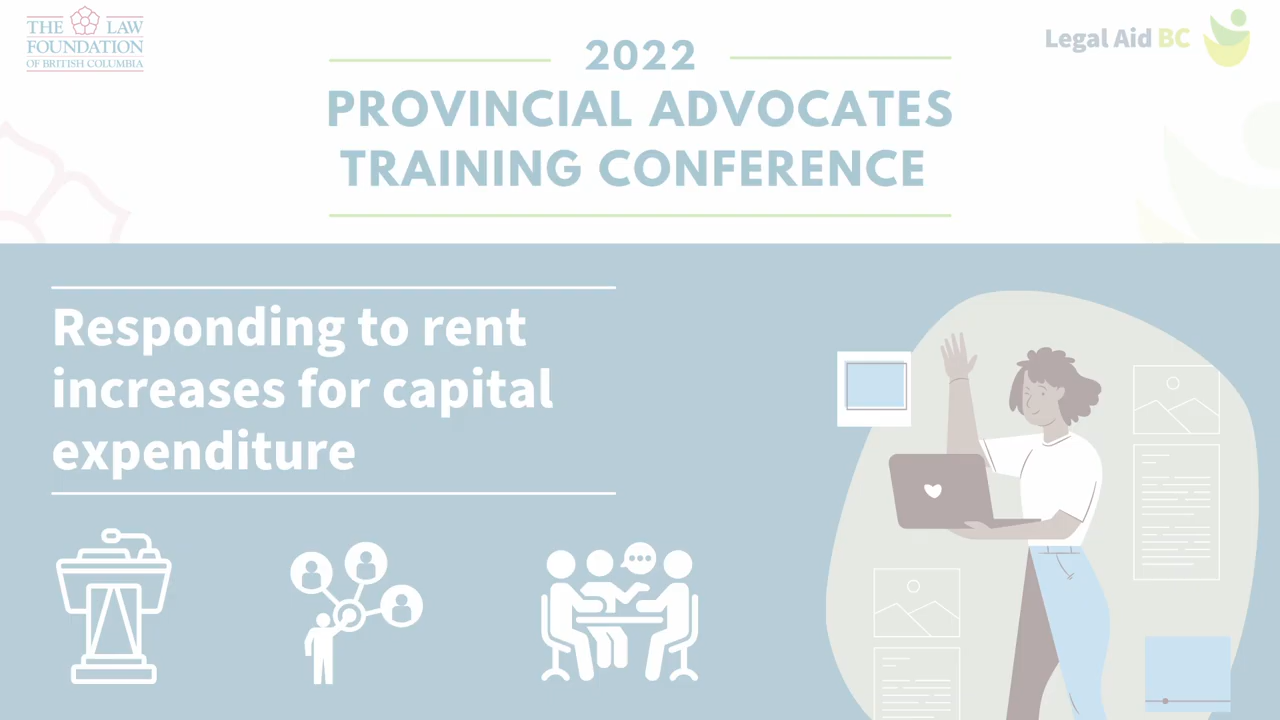 THE LAW
FOUNDATION
OF BRITISH COLUMBIA
Legal Aid BC
2022
PROVINCIAL ADVOCATES
TRAINING CONFERENCE
Responding to rent
increases for capital
expenditure